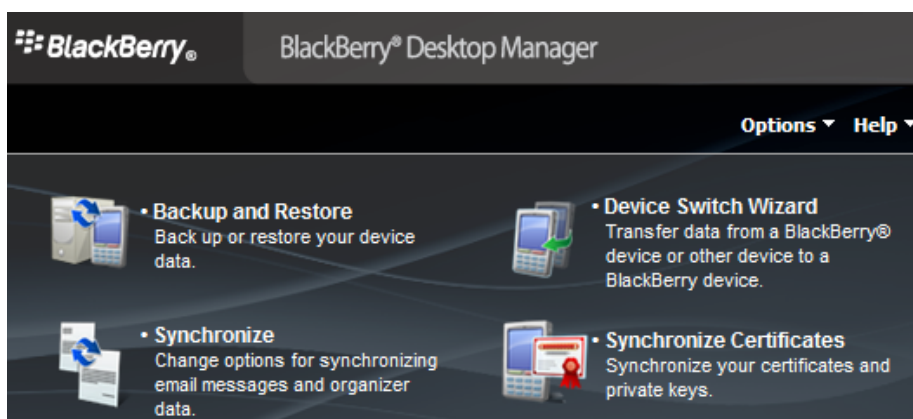 BlackBerry®
BlackBerry® Desktop Manager
Options Help
• Backup and Restore
Back up or restore your device
data.
• Device Switch Wizard
Transfer data from a BlackBerry®
device or other device to a
BlackBerry device.
• Synchronize
Change options for synchronizing
email messages and organizer
data.
• Synchronize Certificates
Synchronize your certificates and
private keys.